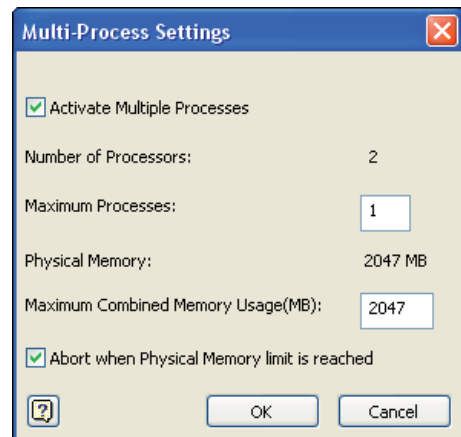 Multi-Process Settings
Activate Multiple Processes
Number of Processors: 2
Maximum Processes: 1
Physical Memory: 2047 MB
Maximum Combined Memory Usage(MB): 2047
Abort when Physical Memory limit is reached
? OK Cancel